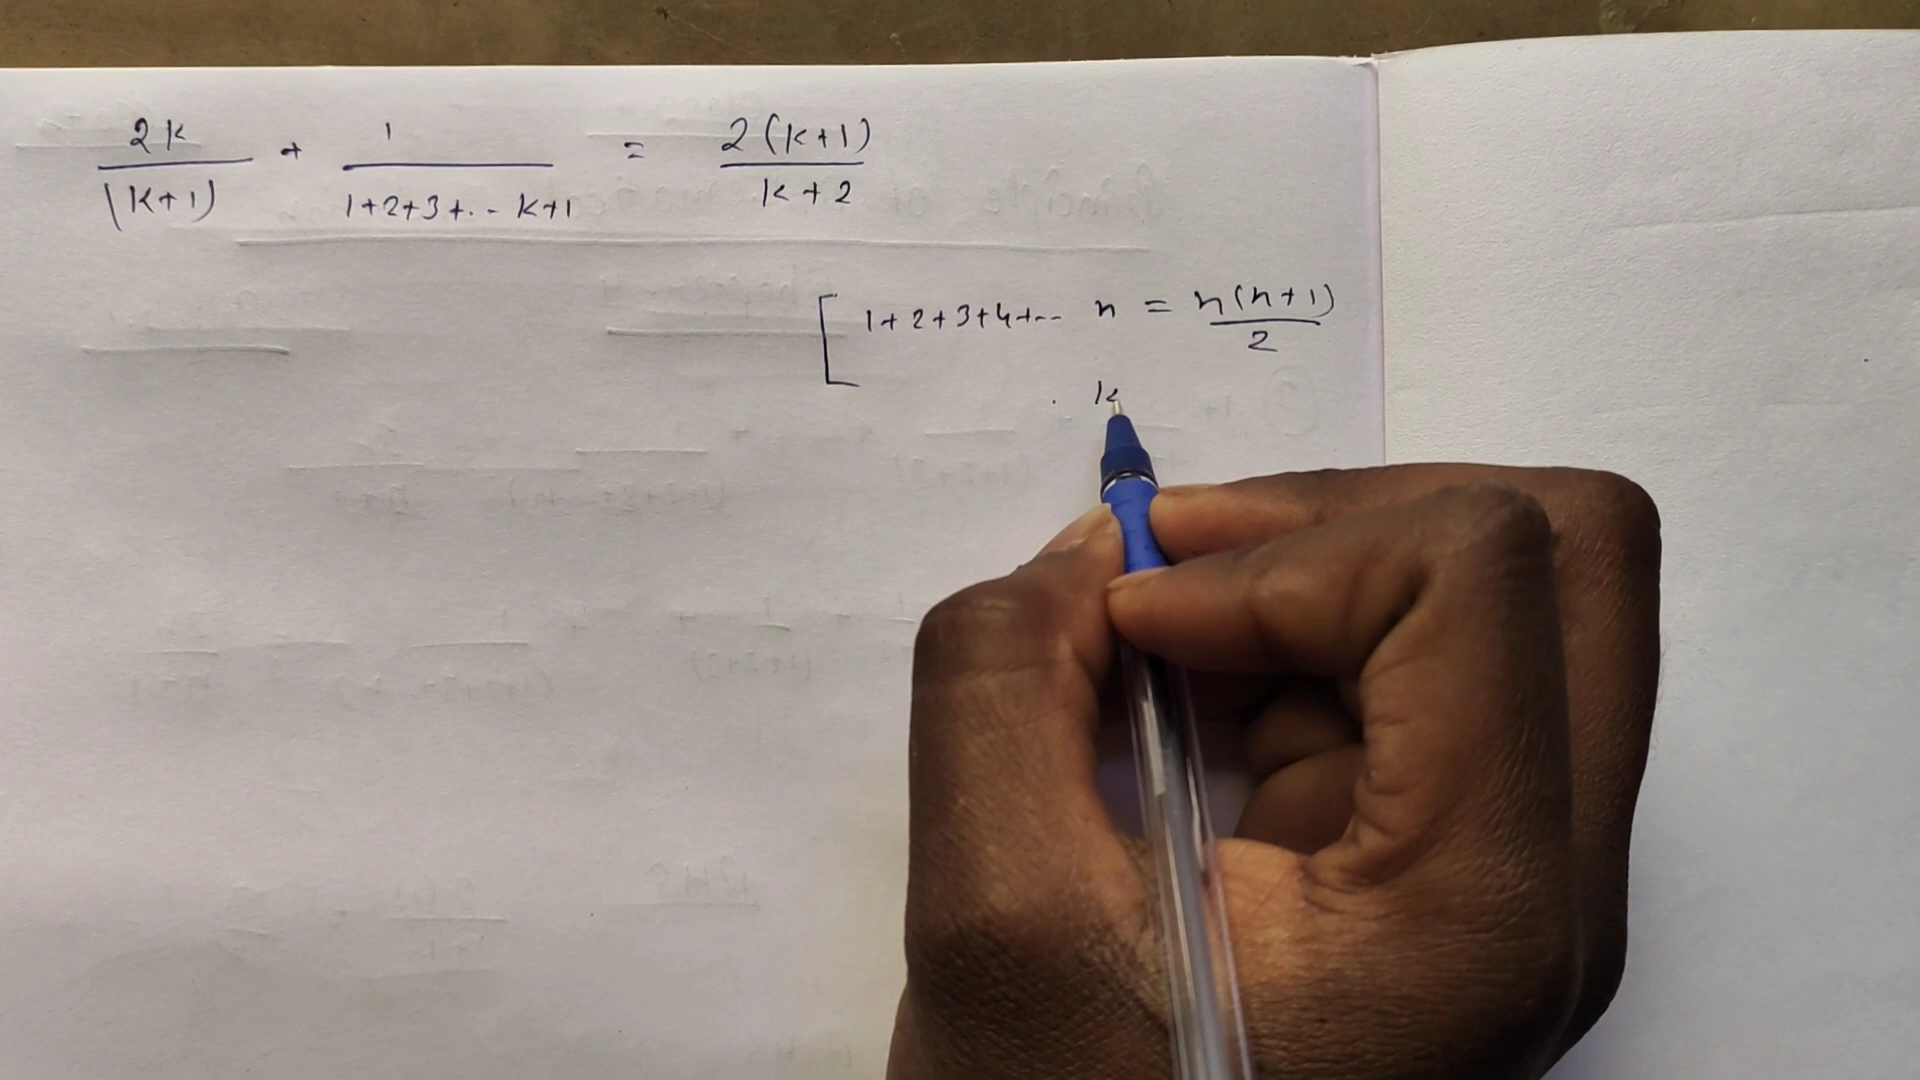 2k/(k+1) + 1/(1+2+3+.. k+1) = 2(k+1)/(k+2)
[ 1+2+3+4+.. n = n(n+1)/2
. k